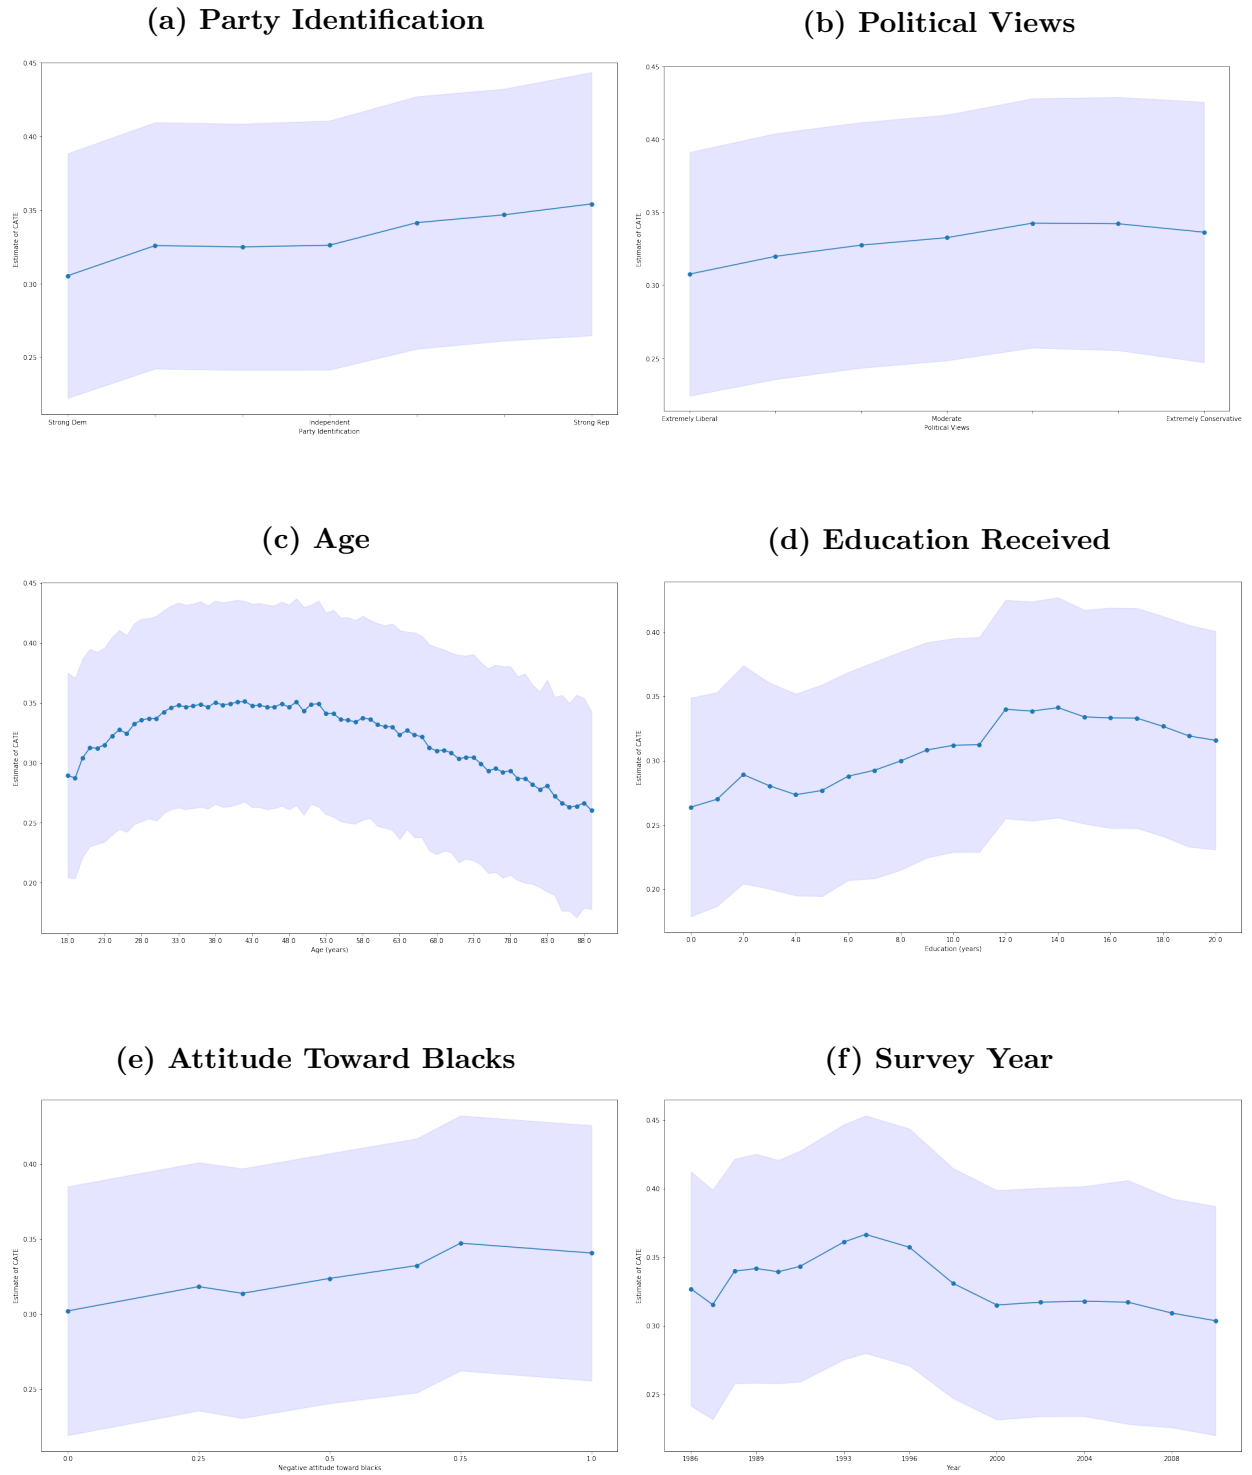 (a) Party Identification
0.45
0.40
0.35
0.30
0.25
Estimate of CATE
Strong Dem Independent Strong Rep
Party Identification
(b) Political Views
0.45
0.40
0.35
0.30
0.25
Estimate of CATE
Extremely Liberal Moderate Extremely Conservative
Political Views
(c) Age
0.45
0.40
0.35
0.30
0.25
0.20
Estimate of CATE
18.0 23.0 28.0 33.0 38.0 43.0 48.0 53.0 58.0 63.0 68.0 73.0 78.0 83.0 88.0
Age (years)
(d) Education Received
0.40
0.35
0.30
0.25
0.20
Estimate of CATE
0.0 2.0 4.0 6.0 8.0 10.0 12.0 14.0 16.0 18.0 20.0
Education (years)
(e) Attitude Toward Blacks
0.40
0.35
0.30
0.25
Estimate of CATE
0.0 0.25 0.5 0.75 1.0
Negative attitude toward blacks
(f) Survey Year
0.45
0.40
0.35
0.30
0.25
Estimate of CATE
1986 1989 1993 1996 2000 2004 2008
Year